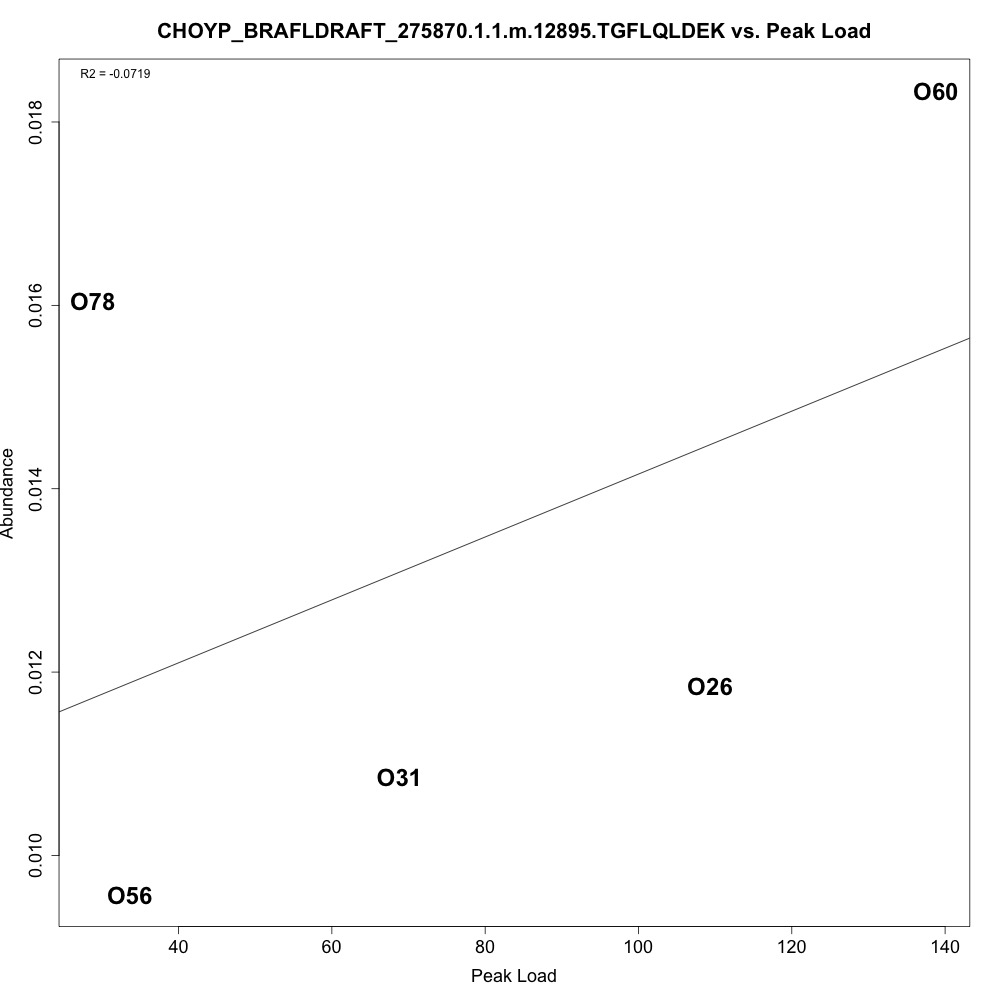 CHOYP_BRAFLDRAFT_275870.1.1.m.12895.TGFLQLDEK vs. Peak Load
R2 = -0.0719
O60
0.018
O78
0.016
Abundance
0.014
0.012
O26
O31
0.010
O56
40 60 80 100 120 140
Peak Load